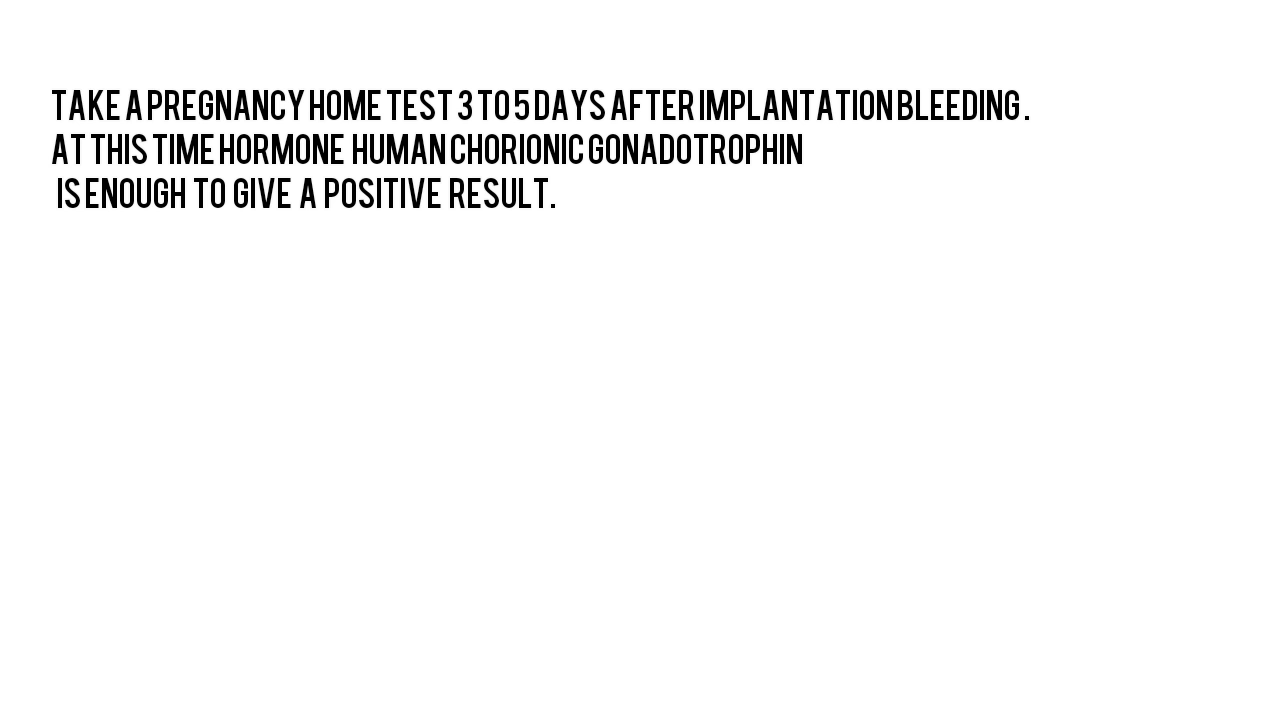 TAKE A PREGNANCY HOME TEST 3 TO 5 DAYS AFTER IMPLANTATION BLEEDING.
AT THIS TIME HORMONE HUMAN CHORIONIC GONADOTROPHIN
IS ENOUGH TO GIVE A POSITIVE RESULT.